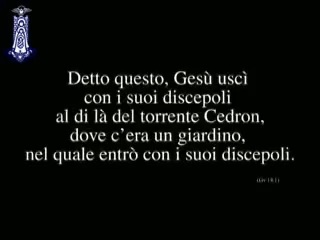 Detto questo, Gesù uscì
con i suoi discepoli
al di là del torrente Cedron,
dove c'era un giardino,
nel quale entrò con i suoi discepoli.
(Gv 18,1)